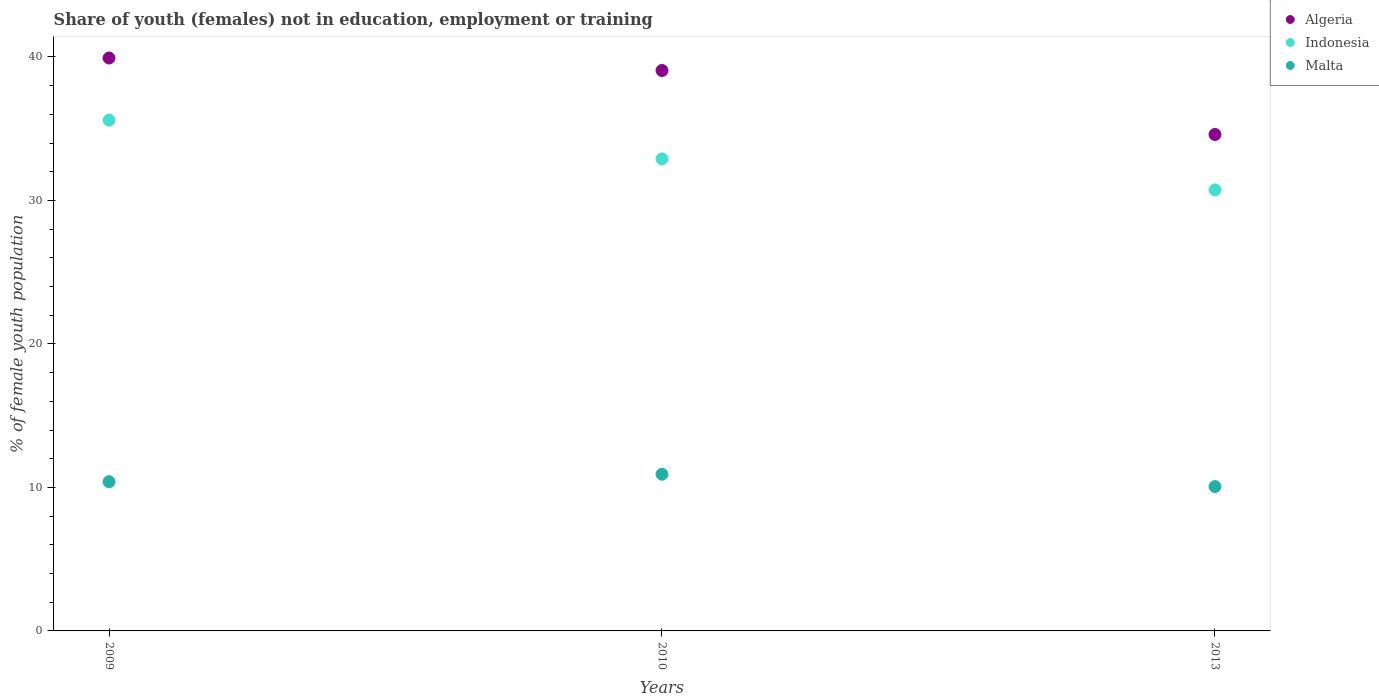 Share of youth (females) not in education, employment or training
Algeria
Indonesia
Malta
% of female youth population
40
30
20
10
0
2009
2010
2013
Years